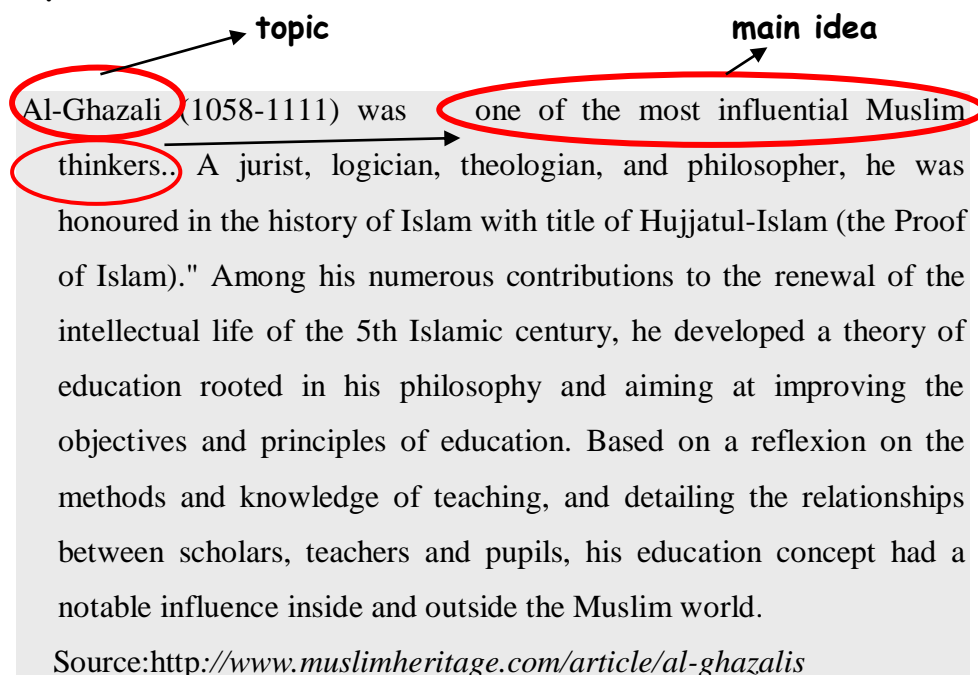 topic
main idea
Al-Ghazali (1058-1111) was one of the most influential Muslim
thinkers.. A jurist, logician, theologian, and philosopher, he was
honoured in the history of Islam with title of Hujjatul-Islam (the Proof
of Islam)." Among his numerous contributions to the renewal of the
intellectual life of the 5th Islamic century, he developed a theory of
education rooted in his philosophy and aiming at improving the
objectives and principles of education. Based on a reflexion on the
methods and knowledge of teaching, and detailing the relationships
between scholars, teachers and pupils, his education concept had a
notable influence inside and outside the Muslim world.
Source:http://www.muslimheritage.com/article/al-ghazalis